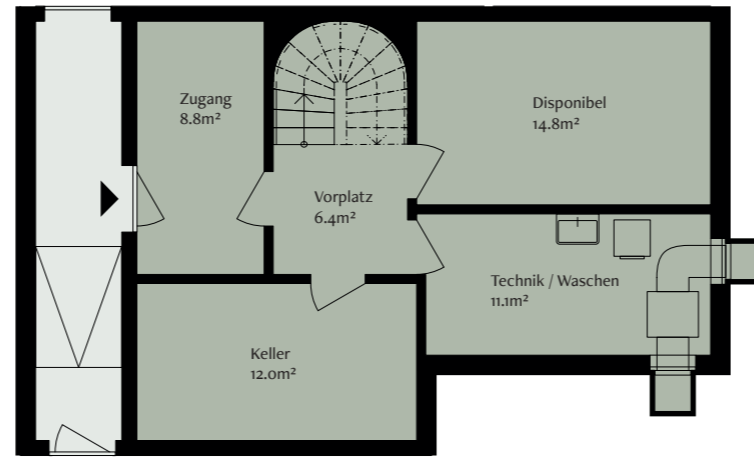 Zugang
8.8m²
Disponibel
14.8m²
Vorplatz
6.4m²
Technik / Waschen
11.1m²
Keller
12.0m²